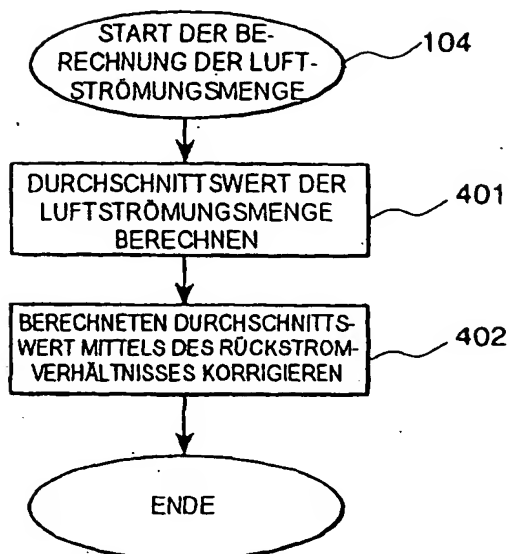 START DER BE-
RECHNUNG DER LUFT-
STRÖMUNGSMENGE
104
DURCHSCHNITTSWERT DER
LUFTSTRÖMUNGSMENGE
BERECHNEN
401
BERECHNETEN DURCHSCHNITTS-
WERT MITTELS DES RÜCKSTROM-
VERHÄLTNISSES KORRIGIEREN
402
ENDE